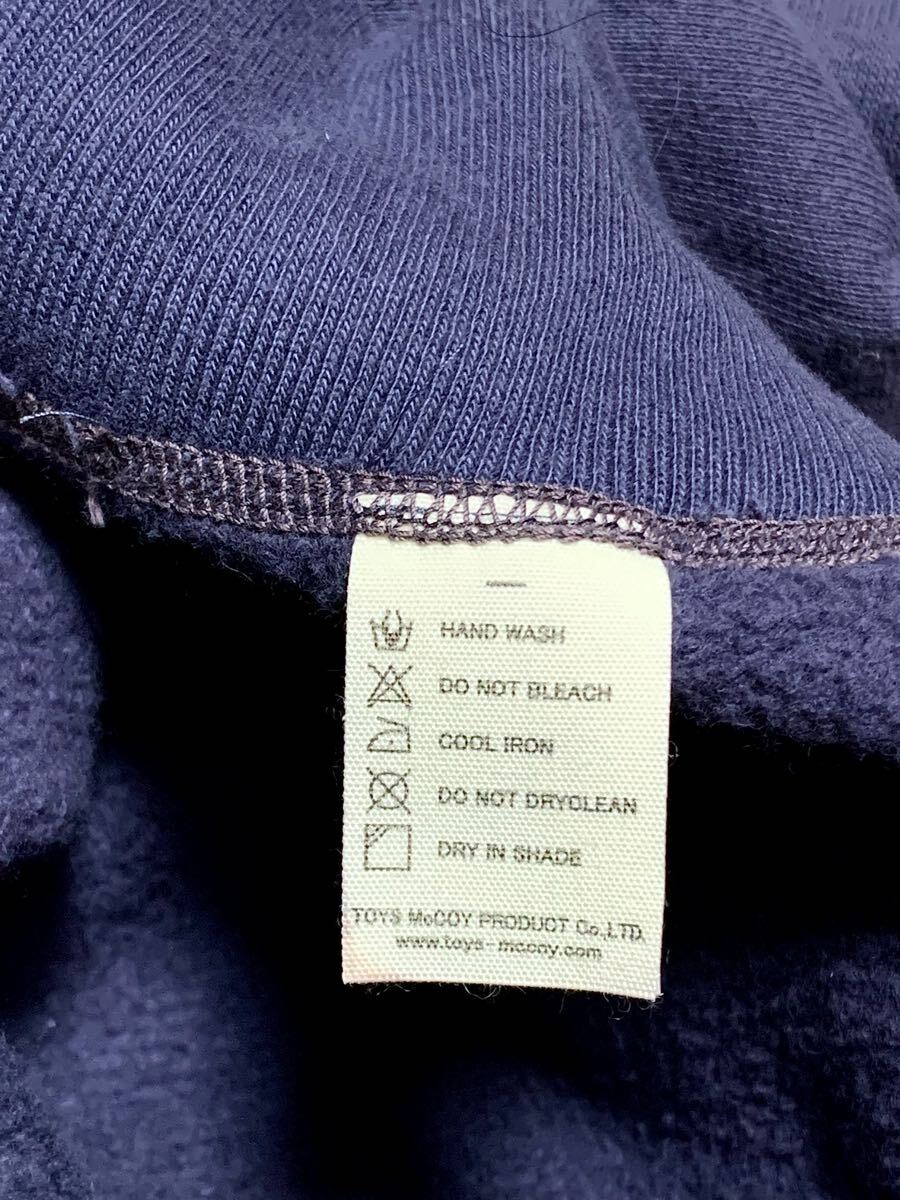 HAND WASH
DO NOT BLEACH
COOL IRON
DO NOT DRYCLEAN
DRY IN SHADE
TOYS McCOY PRODUCT Co.,LTD.
www.toys-mccoy.com